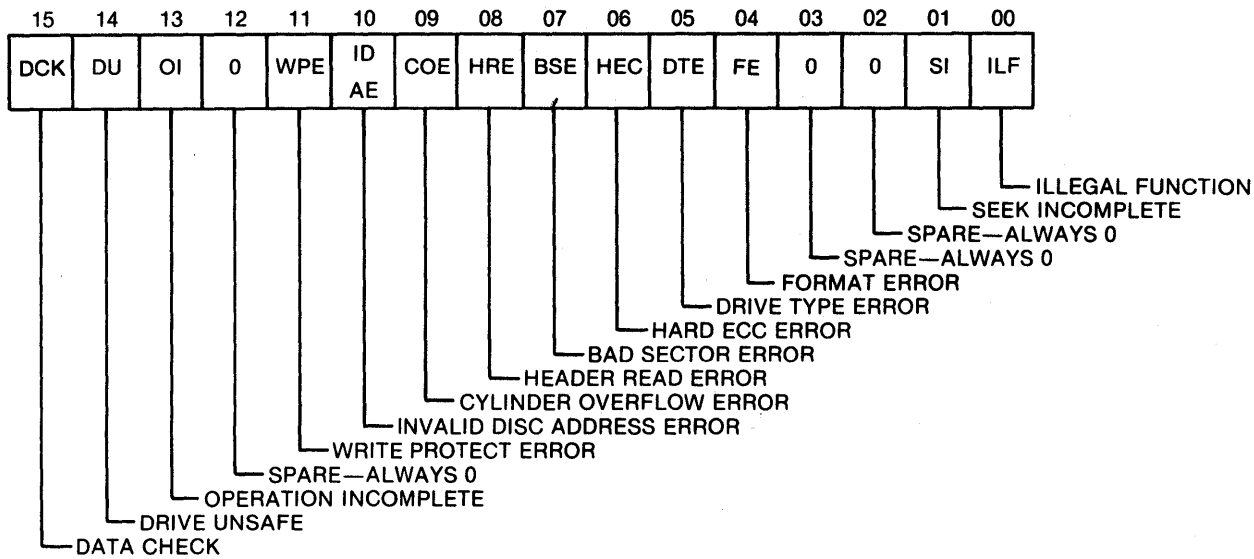 15 14 13 12 11 10 09 08 07 06 05 04 03 02 01 00
DCK DU OI 0 WPE ID AE COE HRE BSE HEC DTE FE 0 0 SI ILF
ILLEGAL FUNCTION
SEEK INCOMPLETE
SPARE—ALWAYS 0
SPARE—ALWAYS 0
FORMAT ERROR
DRIVE TYPE ERROR
HARD ECC ERROR
BAD SECTOR ERROR
HEADER READ ERROR
CYLINDER OVERFLOW ERROR
INVALID DISC ADDRESS ERROR
WRITE PROTECT ERROR
SPARE—ALWAYS 0
OPERATION INCOMPLETE
DRIVE UNSAFE
DATA CHECK